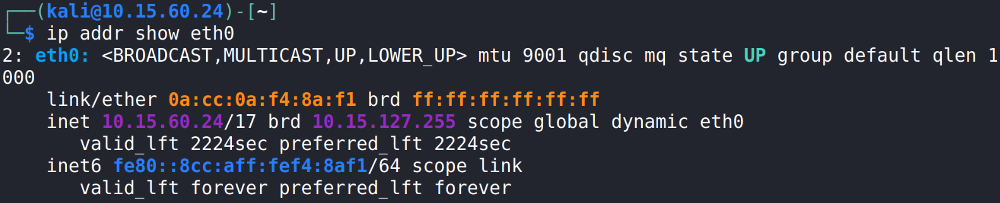 ┌──(kali@10.15.60.24)-[~]
└─$ ip addr show eth0
2: eth0: <BROADCAST,MULTICAST,UP,LOWER_UP> mtu 9001 qdisc mq state UP group default qlen 1
000
    link/ether 0a:cc:0a:f4:8a:f1 brd ff:ff:ff:ff:ff:ff
    inet 10.15.60.24/17 brd 10.15.127.255 scope global dynamic eth0
       valid_lft 2224sec preferred_lft 2224sec
    inet6 fe80::8cc:aff:fef4:8af1/64 scope link
       valid_lft forever preferred_lft forever